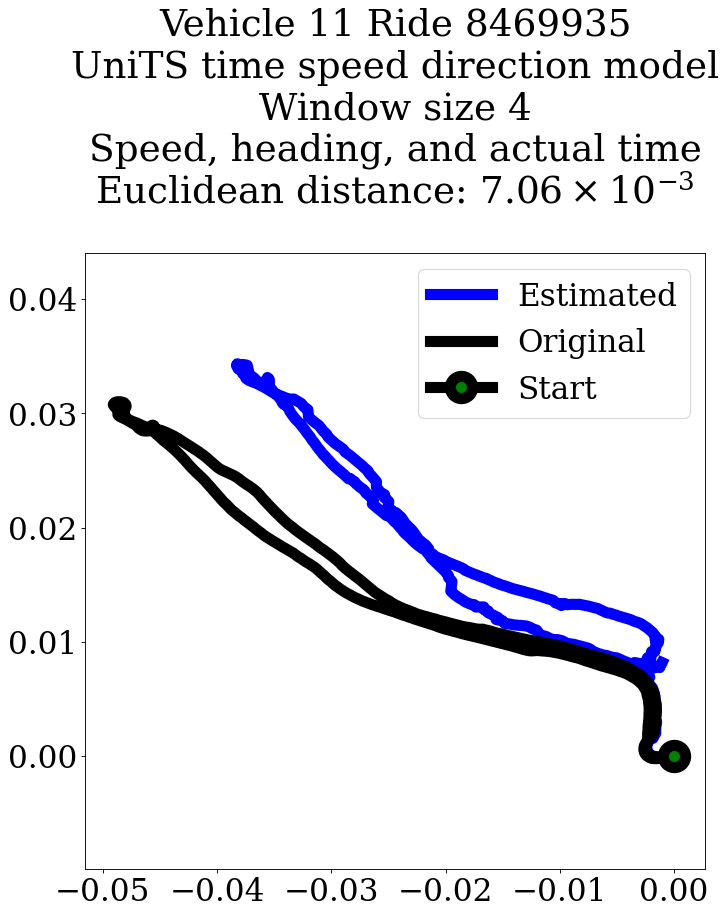 Vehicle 11 Ride 8469935
UniTS time speed direction model
Window size 4
Speed, heading, and actual time
Euclidean distance: 7.06 × 10⁻³
Estimated
Original
Start
0.04
0.03
0.02
0.01
0.00
−0.05 −0.04 −0.03 −0.02 −0.01 0.00